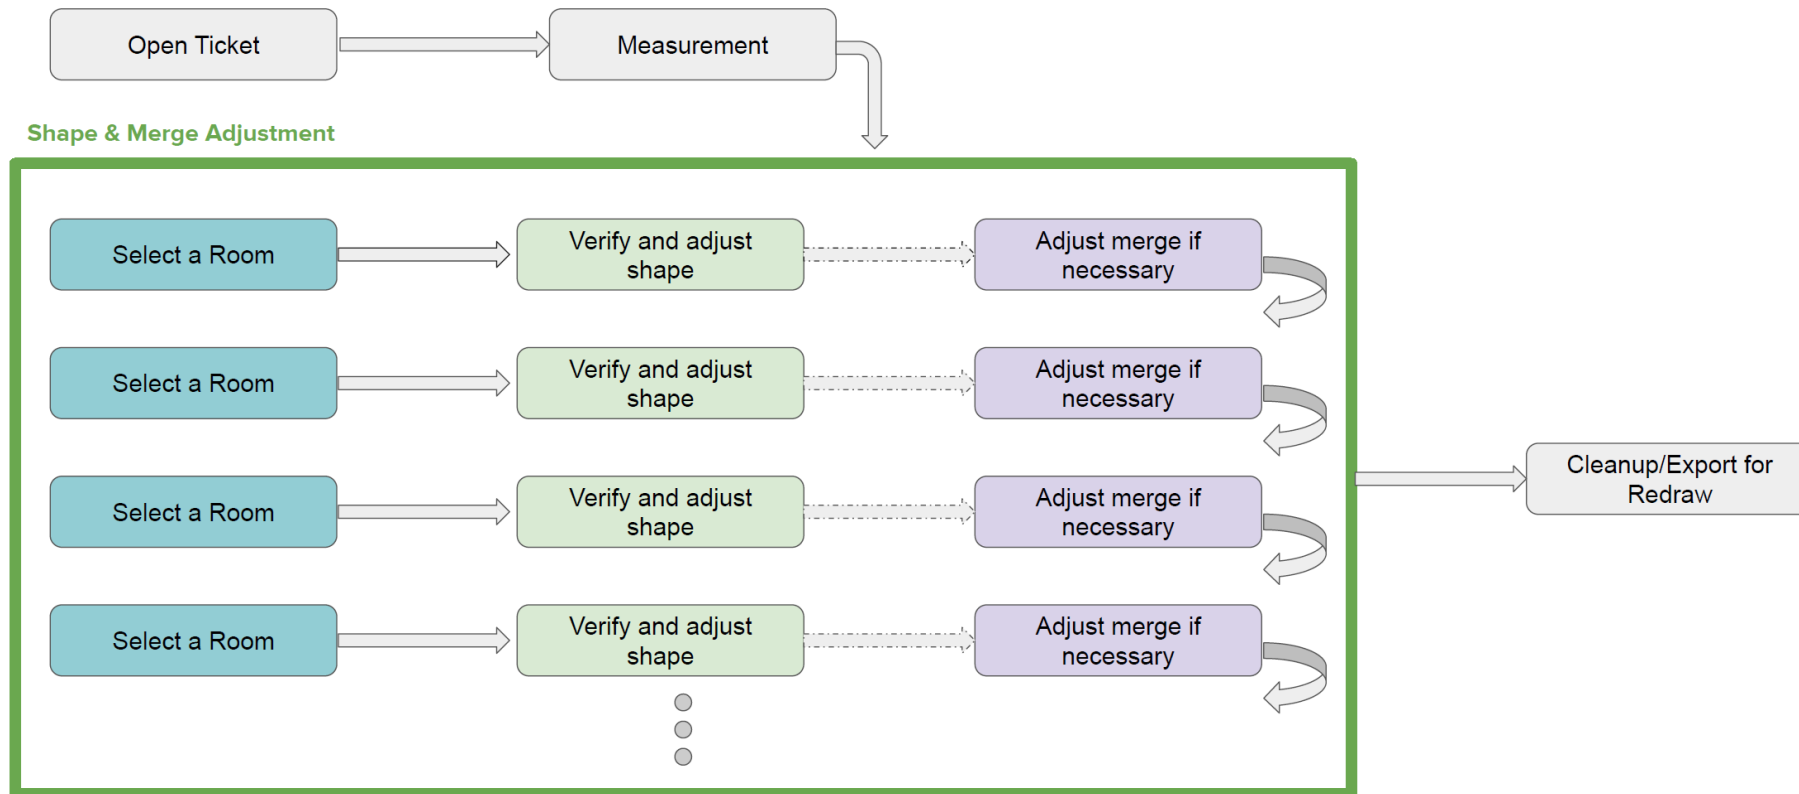 Open Ticket
Measurement
Shape & Merge Adjustment
Select a Room
Verify and adjust
shape
Adjust merge if
necessary
Select a Room
Verify and adjust
shape
Adjust merge if
necessary
Select a Room
Verify and adjust
shape
Adjust merge if
necessary
Cleanup/Export for
Redraw
Select a Room
Verify and adjust
shape
Adjust merge if
necessary